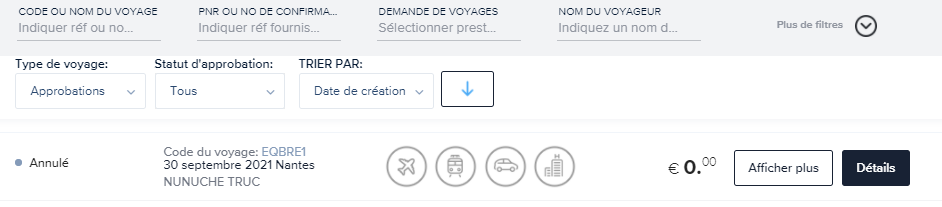 CODE OU NOM DU VOYAGE PNR OU NO DE CONFIRMA... DEMANDE DE VOYAGES NOM DU VOYAGEUR
Indiquer réf ou no... Indiquer réf fournis... Sélectionner prest... Indiquez un nom d... Plus de filtres
Type de voyage: Statut d'approbation: TRIER PAR:
Approbations Tous Date de création
Annulé
Code du voyage: EQBRE1
30 septembre 2021 Nantes
NUNUCHE TRUC
€ 0.00 Afficher plus Détails